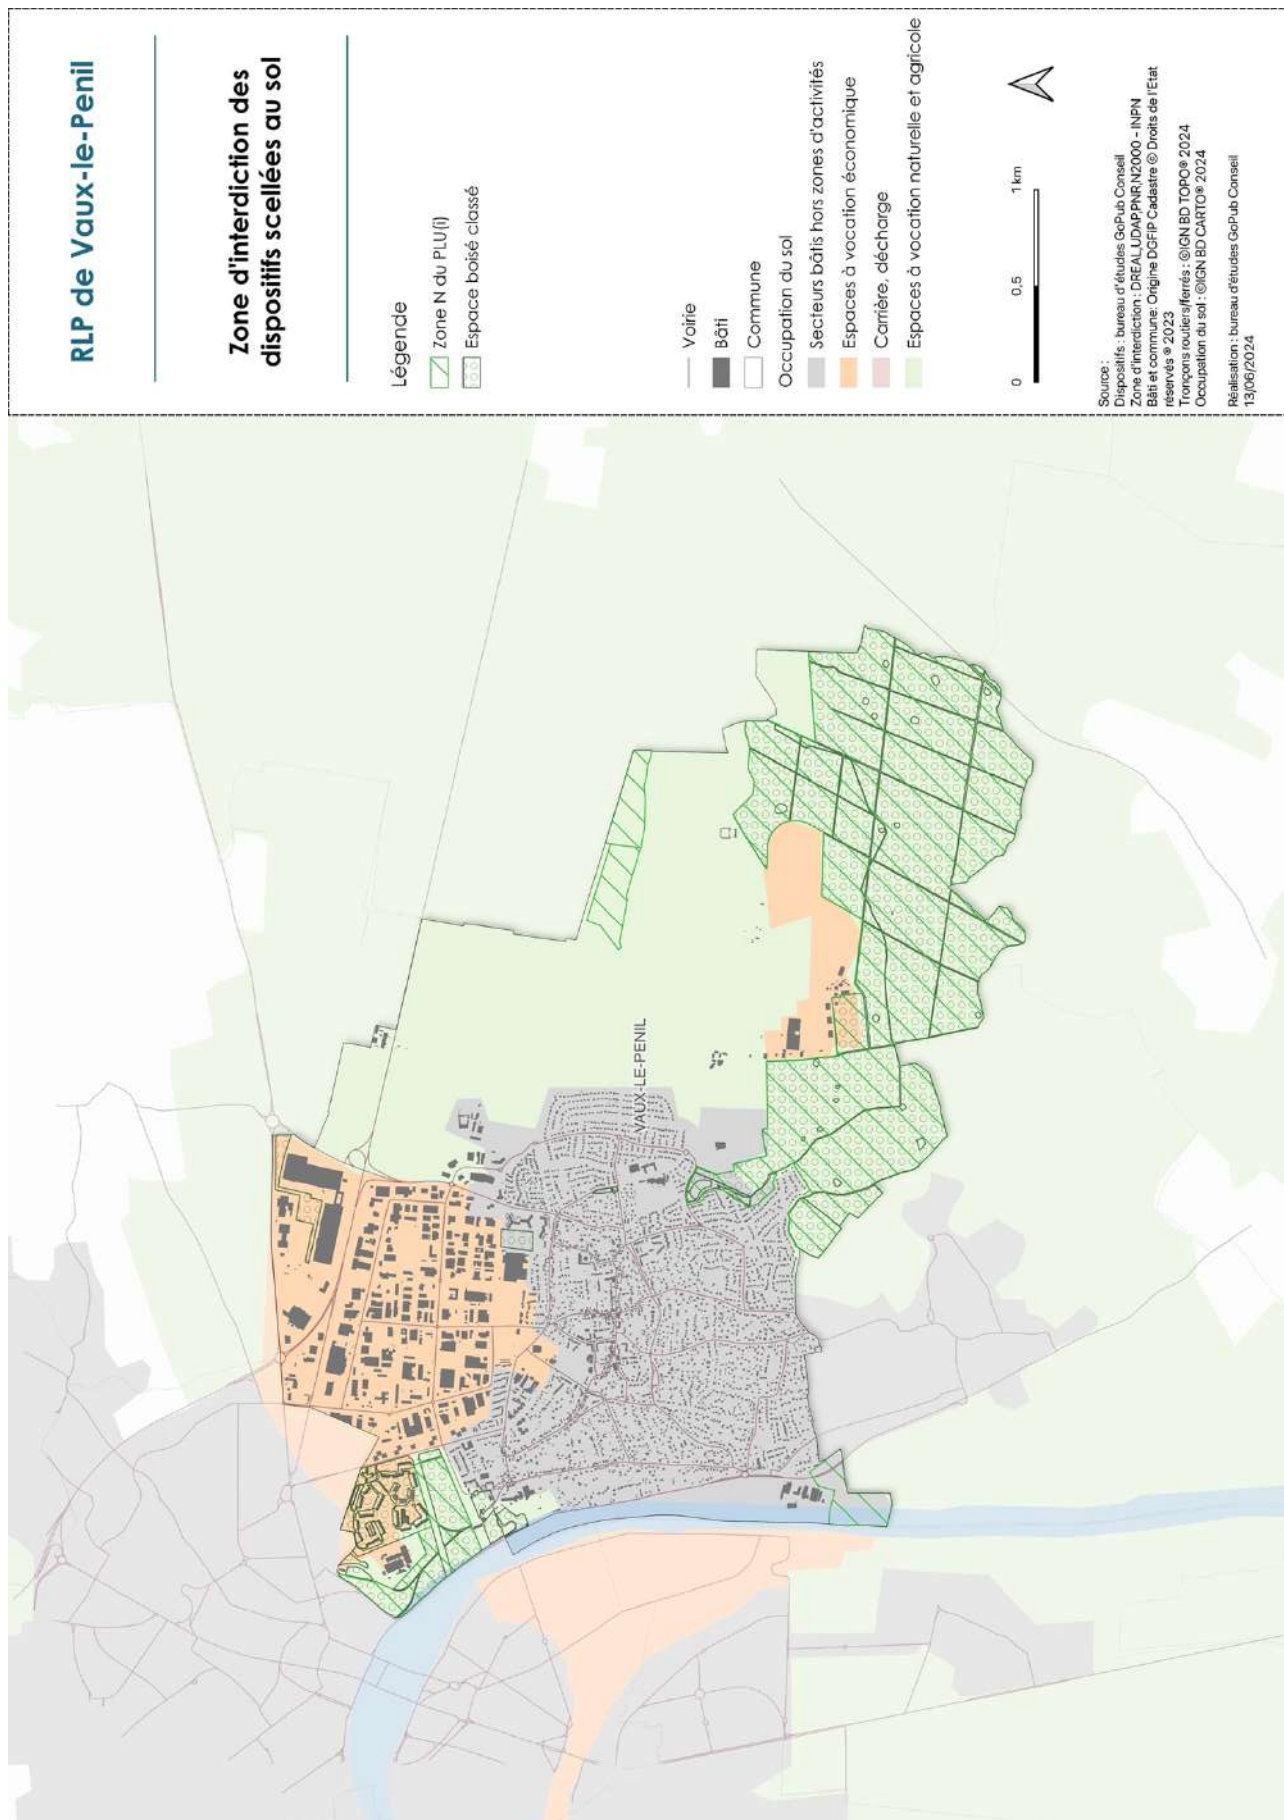 RLP de Vaux-le-Penil
Zone d'interdiction des
dispositifs scellées au sol
Légende
Zone N du PLU(i)
Espace boisé classé
Voirie
Bâti
Commune
Occupation du sol
Secteurs bâtis hors zones d'activités
Espaces à vocation économique
Carrière, décharge
Espaces à vocation naturelle et agricole
0 0,5 1 km
Source :
Dispositifs : bureau d'études GoPub Conseil
Zone d'interdiction : DREAL,UDAP,PNR,N2000 - INPN
Bâti et commune: Origine DGFIP Cadastre © Droits de l'Etat
réservés ® 2023
Tronçons routiers/ferrés : ©IGN BD TOPO® 2024
Occupation du sol : ©IGN BD CARTO® 2024
Réalisation : bureau d'études GoPub Conseil
13/06/2024
VAUX-LE-PENIL